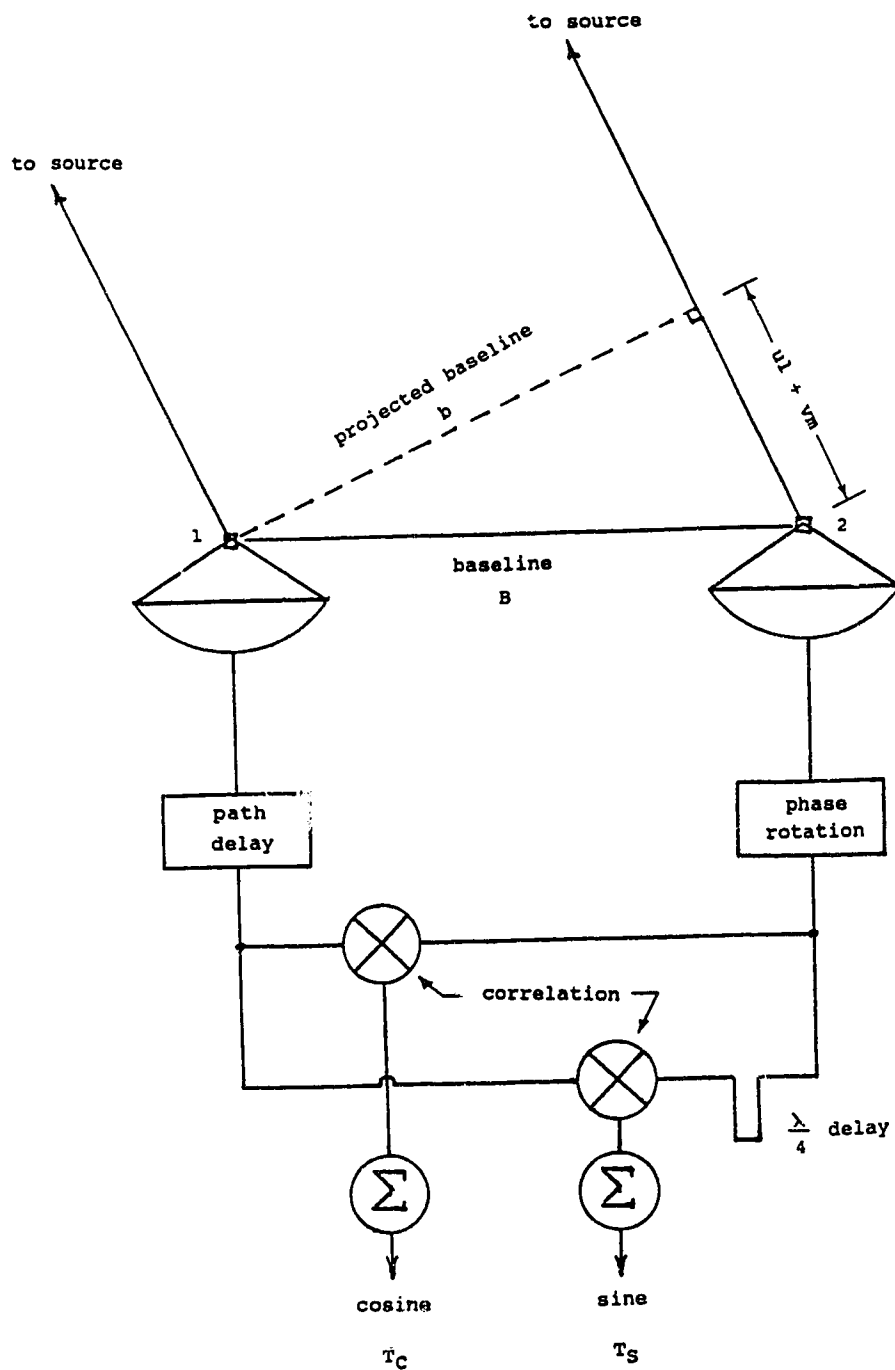 to source
to source
projected baseline
b
ul + vm
1
2
baseline
B
path
delay
phase
rotation
correlation
λ
4
delay
Σ
Σ
cosine
sine
T_C
T_S